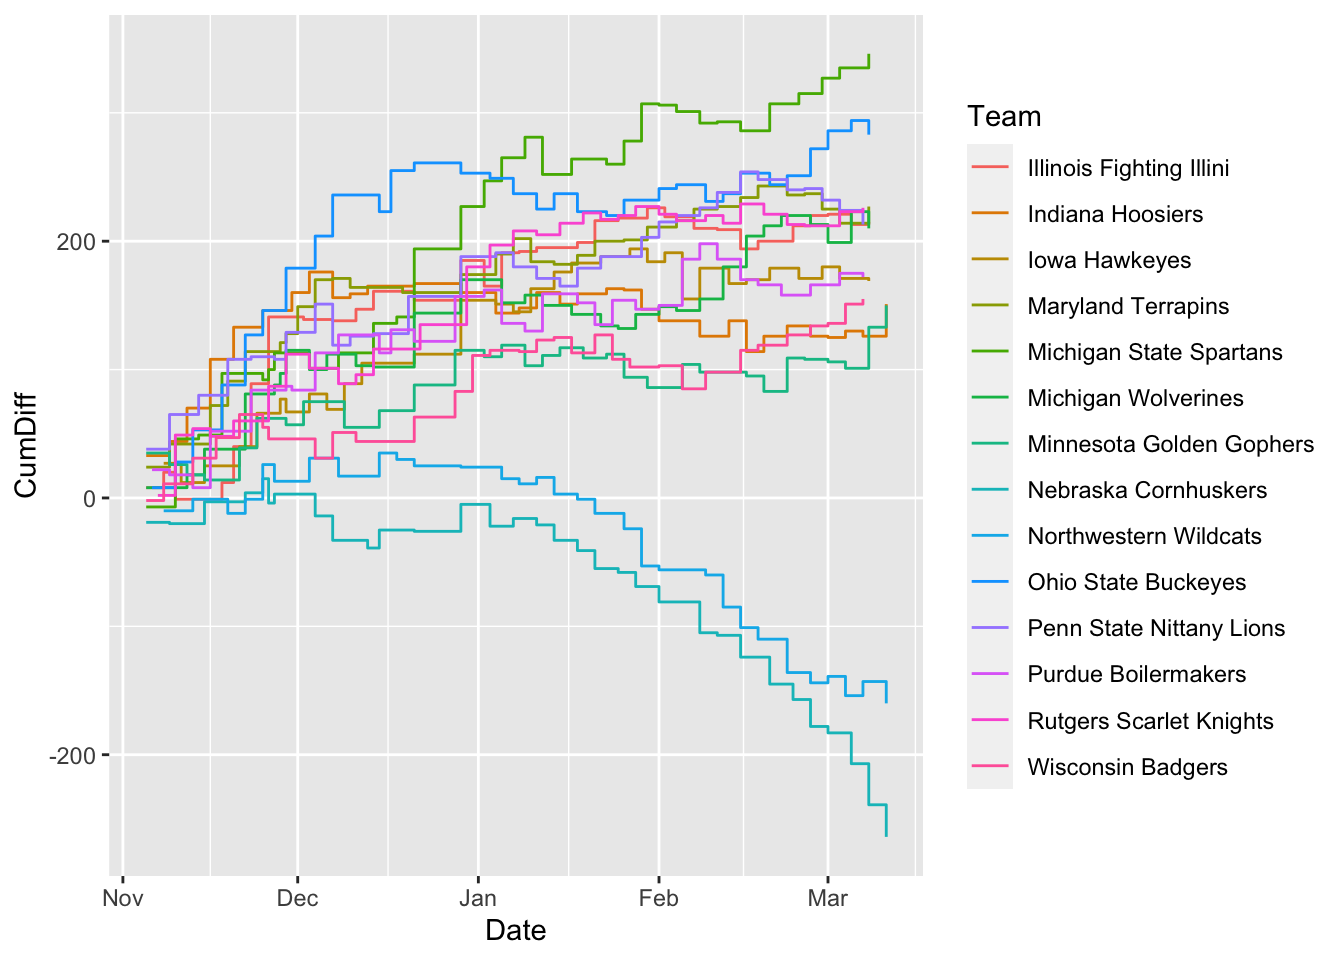 CumDiff
200
0
-200
Nov
Dec
Jan
Feb
Mar
Date
Team
Illinois Fighting Illini
Indiana Hoosiers
Iowa Hawkeyes
Maryland Terrapins
Michigan State Spartans
Michigan Wolverines
Minnesota Golden Gophers
Nebraska Cornhuskers
Northwestern Wildcats
Ohio State Buckeyes
Penn State Nittany Lions
Purdue Boilermakers
Rutgers Scarlet Knights
Wisconsin Badgers